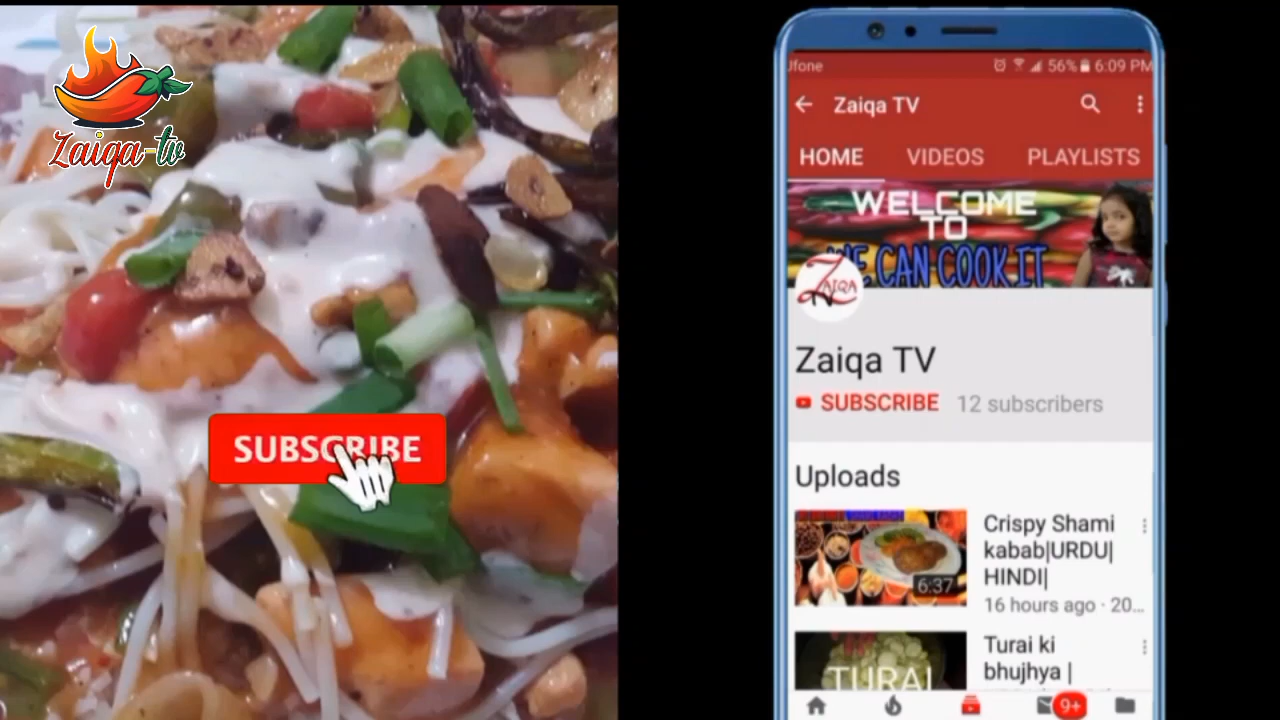 Zaiqa-tv
SUBSCRIBE
Ufone
56%
6:09 PM
Zaiqa TV
HOME
VIDEOS
PLAYLISTS
WELCOME
TO
WE CAN COOK IT
ZAIQA
TV
Zaiqa TV
SUBSCRIBE
12 subscribers
Uploads
6:37
Crispy Shami
kabab|URDU|
HINDI|
16 hours ago · 20...
TURAI
Turai ki
bhujhya |
9+